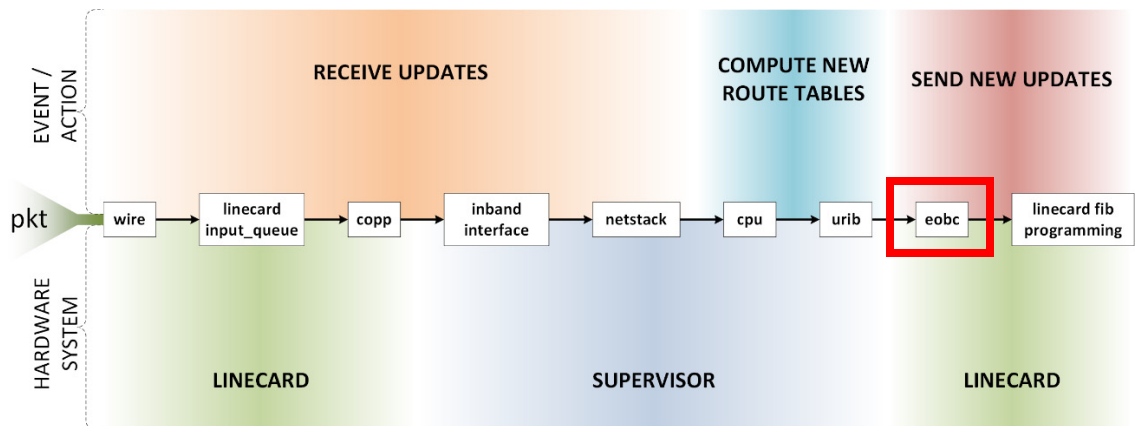 EVENT /
ACTION
RECEIVE UPDATES
COMPUTE NEW
ROUTE TABLES
SEND NEW UPDATES
pkt
wire
linecard
input_queue
copp
inband
interface
netstack
cpu
urib
eobc
linecard fib
programming
HARDWARE
SYSTEM
LINECARD
SUPERVISOR
LINECARD